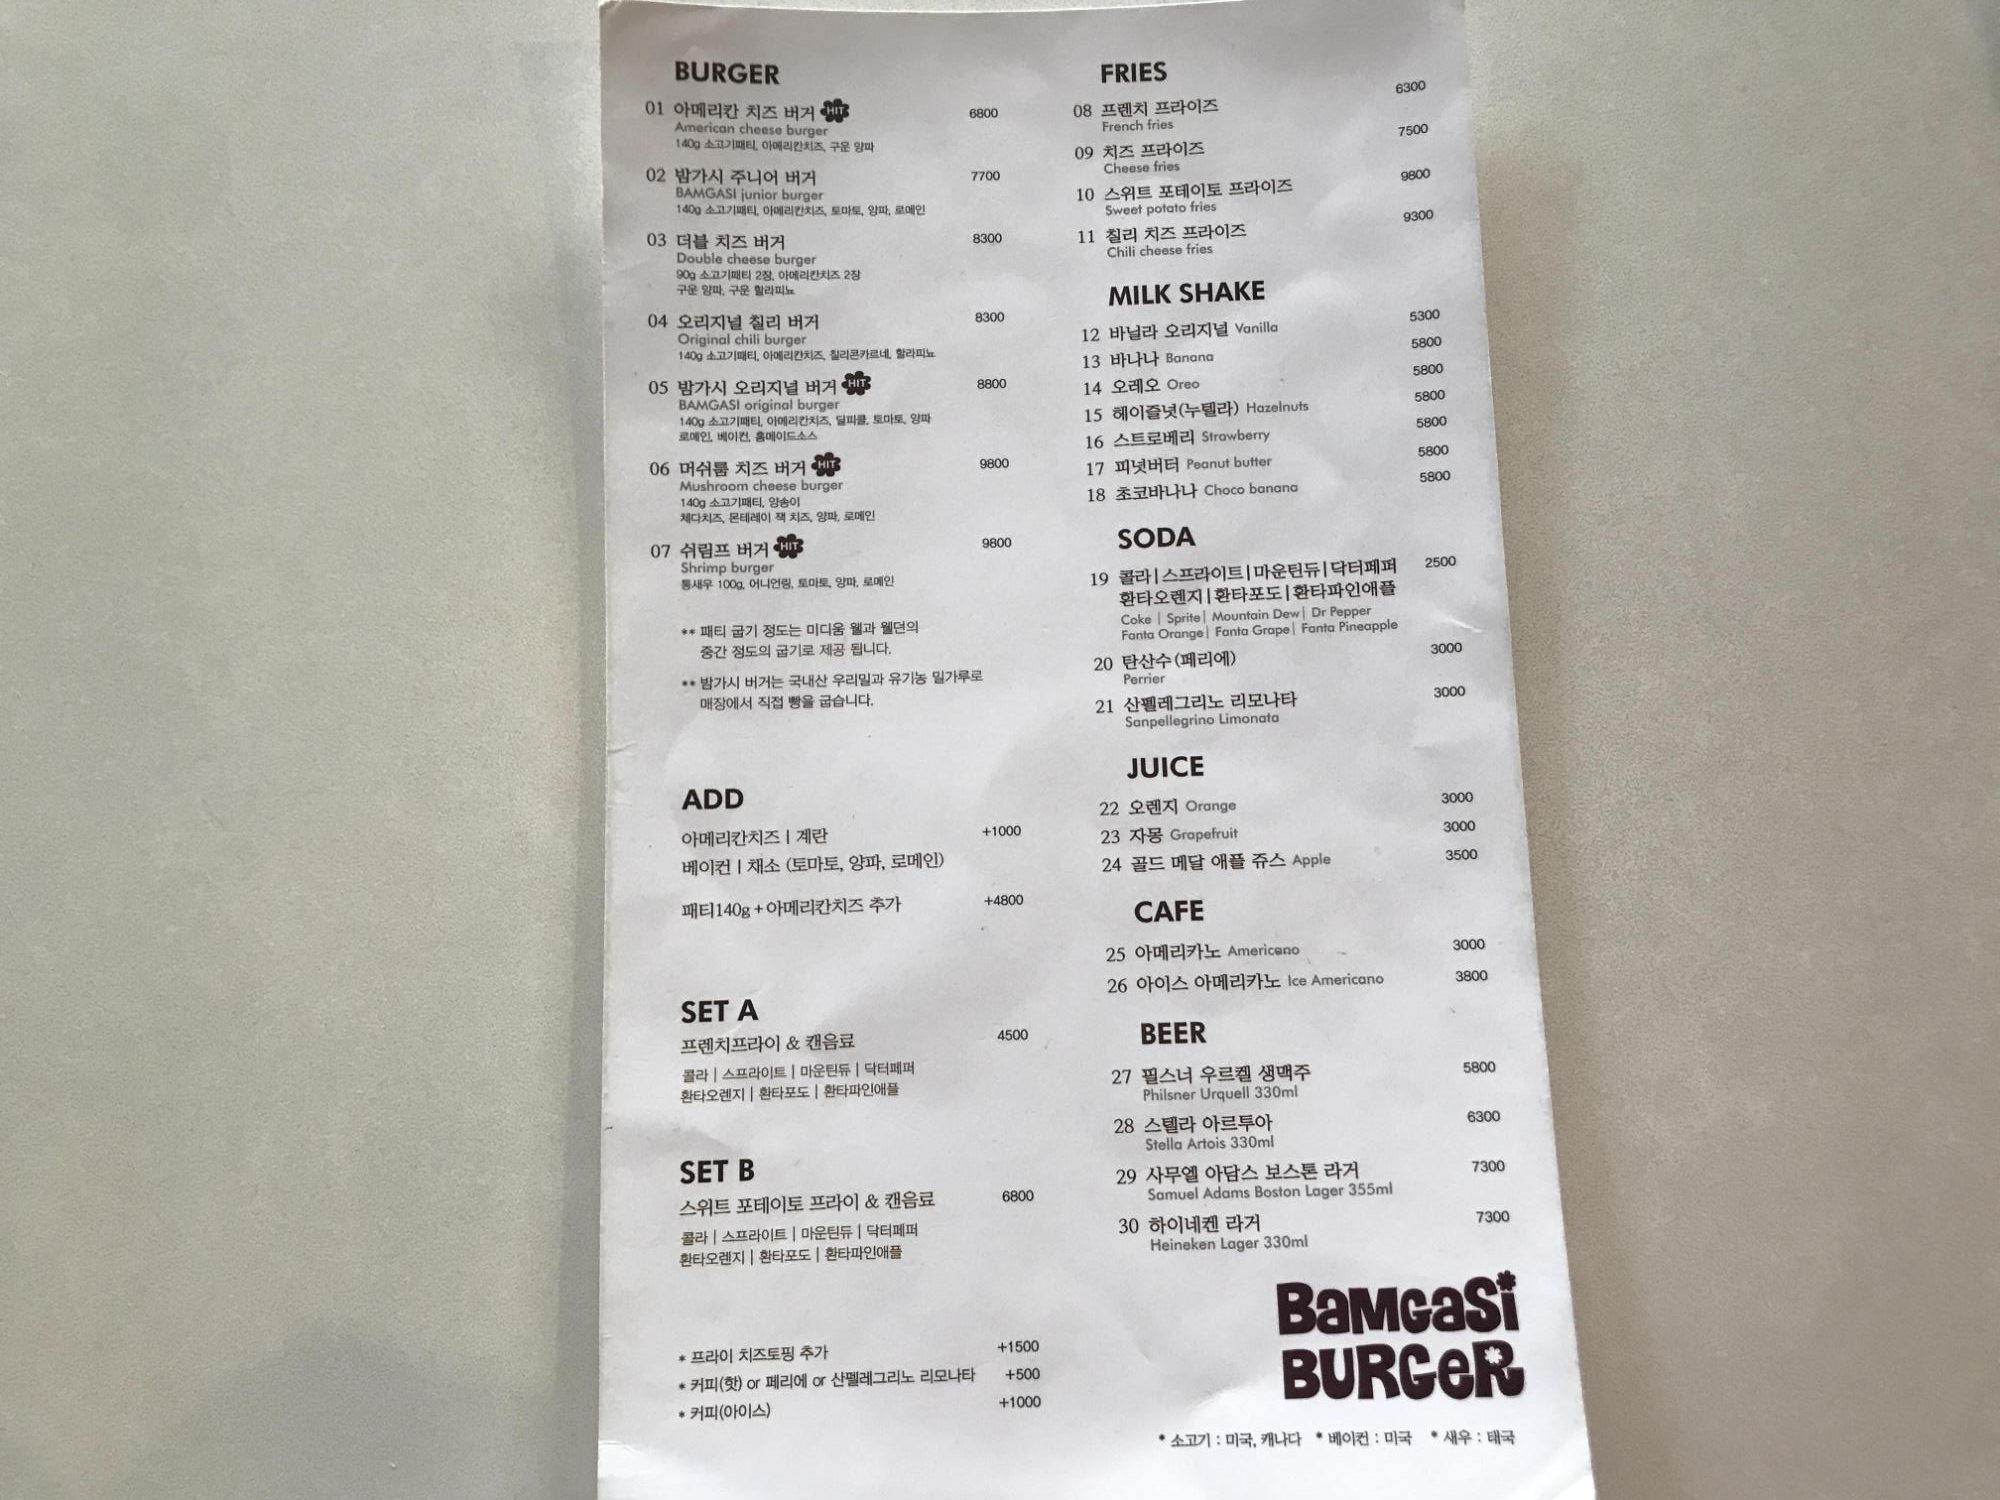 BURGER
01 아메리칸 치즈 버거 HIT 6800
American cheese burger
140g 소고기패티, 아메리칸치즈, 구운 양파
02 밤가시 주니어 버거 7700
BAMGASI junior burger
140g 소고기패티, 아메리칸치즈, 토마토, 양파, 로메인
03 더블 치즈 버거 8300
Double cheese burger
90g 소고기패티 2장, 아메리칸치즈 2장
구운 양파, 구운 할라피뇨
04 오리지널 칠리 버거 8300
Original chili burger
140g 소고기패티, 아메리칸치즈, 칠리콘카르네, 할라피뇨
05 밤가시 오리지널 버거 HIT 8800
BAMGASI original burger
140g 소고기패티, 아메리칸치즈, 딜피클, 토마토, 양파
로메인, 베이컨, 홈메이드소스
06 머쉬룸 치즈 버거 HIT 9800
Mushroom cheese burger
140g 소고기패티, 양송이
체다치즈, 몬테레이 잭 치즈, 양파, 로메인
07 쉬림프 버거 HIT 9800
Shrimp burger
통새우 100g, 어니언링, 토마토, 양파, 로메인
** 패티 굽기 정도는 미디움 웰과 웰던의
중간 정도의 굽기로 제공 됩니다.
** 밤가시 버거는 국내산 우리밀과 유기농 밀가루로
매장에서 직접 빵을 굽습니다.
ADD
아메리칸치즈 | 계란 +1000
베이컨 | 채소 (토마토, 양파, 로메인)
패티140g + 아메리칸치즈 추가 +4800
SET A
프렌치프라이 & 캔음료 4500
콜라 | 스프라이트 | 마운틴듀 | 닥터페퍼
환타오렌지 | 환타포도 | 환타파인애플
SET B
스위트 포테이토 프라이 & 캔음료 6800
콜라 | 스프라이트 | 마운틴듀 | 닥터페퍼
환타오렌지 | 환타포도 | 환타파인애플
* 프라이 치즈토핑 추가 +1500
* 커피(핫) or 페리에 or 산펠레그리노 리모나타 +500
* 커피(아이스) +1000
FRIES
08 프렌치 프라이즈 6300
French fries
09 치즈 프라이즈 7500
Cheese fries
10 스위트 포테이토 프라이즈 9800
Sweet potato fries
11 칠리 치즈 프라이즈 9300
Chili cheese fries
MILK SHAKE
12 바닐라 오리지널 Vanilla 5300
13 바나나 Banana 5800
14 오레오 Oreo 5800
15 헤이즐넛(누텔라) Hazelnuts 5800
16 스트로베리 Strawberry 5800
17 피넛버터 Peanut butter 5800
18 초코바나나 Choco banana 5800
SODA
19 콜라|스프라이트|마운틴듀|닥터페퍼 2500
환타오렌지|환타포도|환타파인애플
Coke | Sprite| Mountain Dew| Dr Pepper
Fanta Orange| Fanta Grape| Fanta Pineapple
20 탄산수(페리에) 3000
Perrier
21 산펠레그리노 리모나타 3000
Sanpellegrino Limonata
JUICE
22 오렌지 Orange 3000
23 자몽 Grapefruit 3000
24 골드 메달 애플 쥬스 Apple 3500
CAFE
25 아메리카노 Americano 3000
26 아이스 아메리카노 Ice Americano 3800
BEER
27 필스너 우르켈 생맥주 5800
Philsner Urquell 330ml
28 스텔라 아르투아 6300
Stella Artois 330ml
29 사무엘 아담스 보스톤 라거 7300
Samuel Adams Boston Lager 355ml
30 하이네켄 라거 7300
Heineken Lager 330ml
BaMGaSi
BURGeR
* 소고기 : 미국, 캐나다 * 베이컨 : 미국 * 새우 : 태국